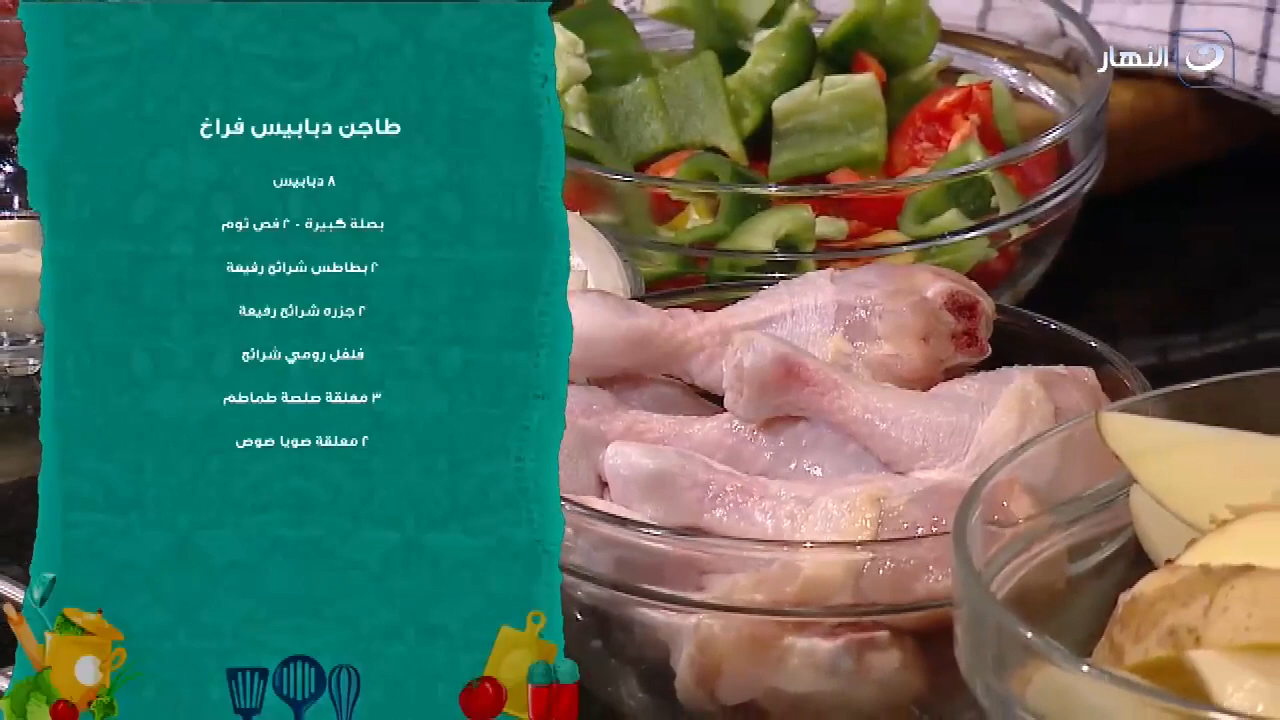 النهار
طاجن دبابيس فراخ
٨ دبابيس
بصلة كبيرة - ٢ فص ثوم
٢ بطاطس شرائح رفيعة
٢ جزره شرائح رفيعة
فلفل رومي شرائح
٣ معلقة صلصة طماطم
٢ معلقة صويا صوص